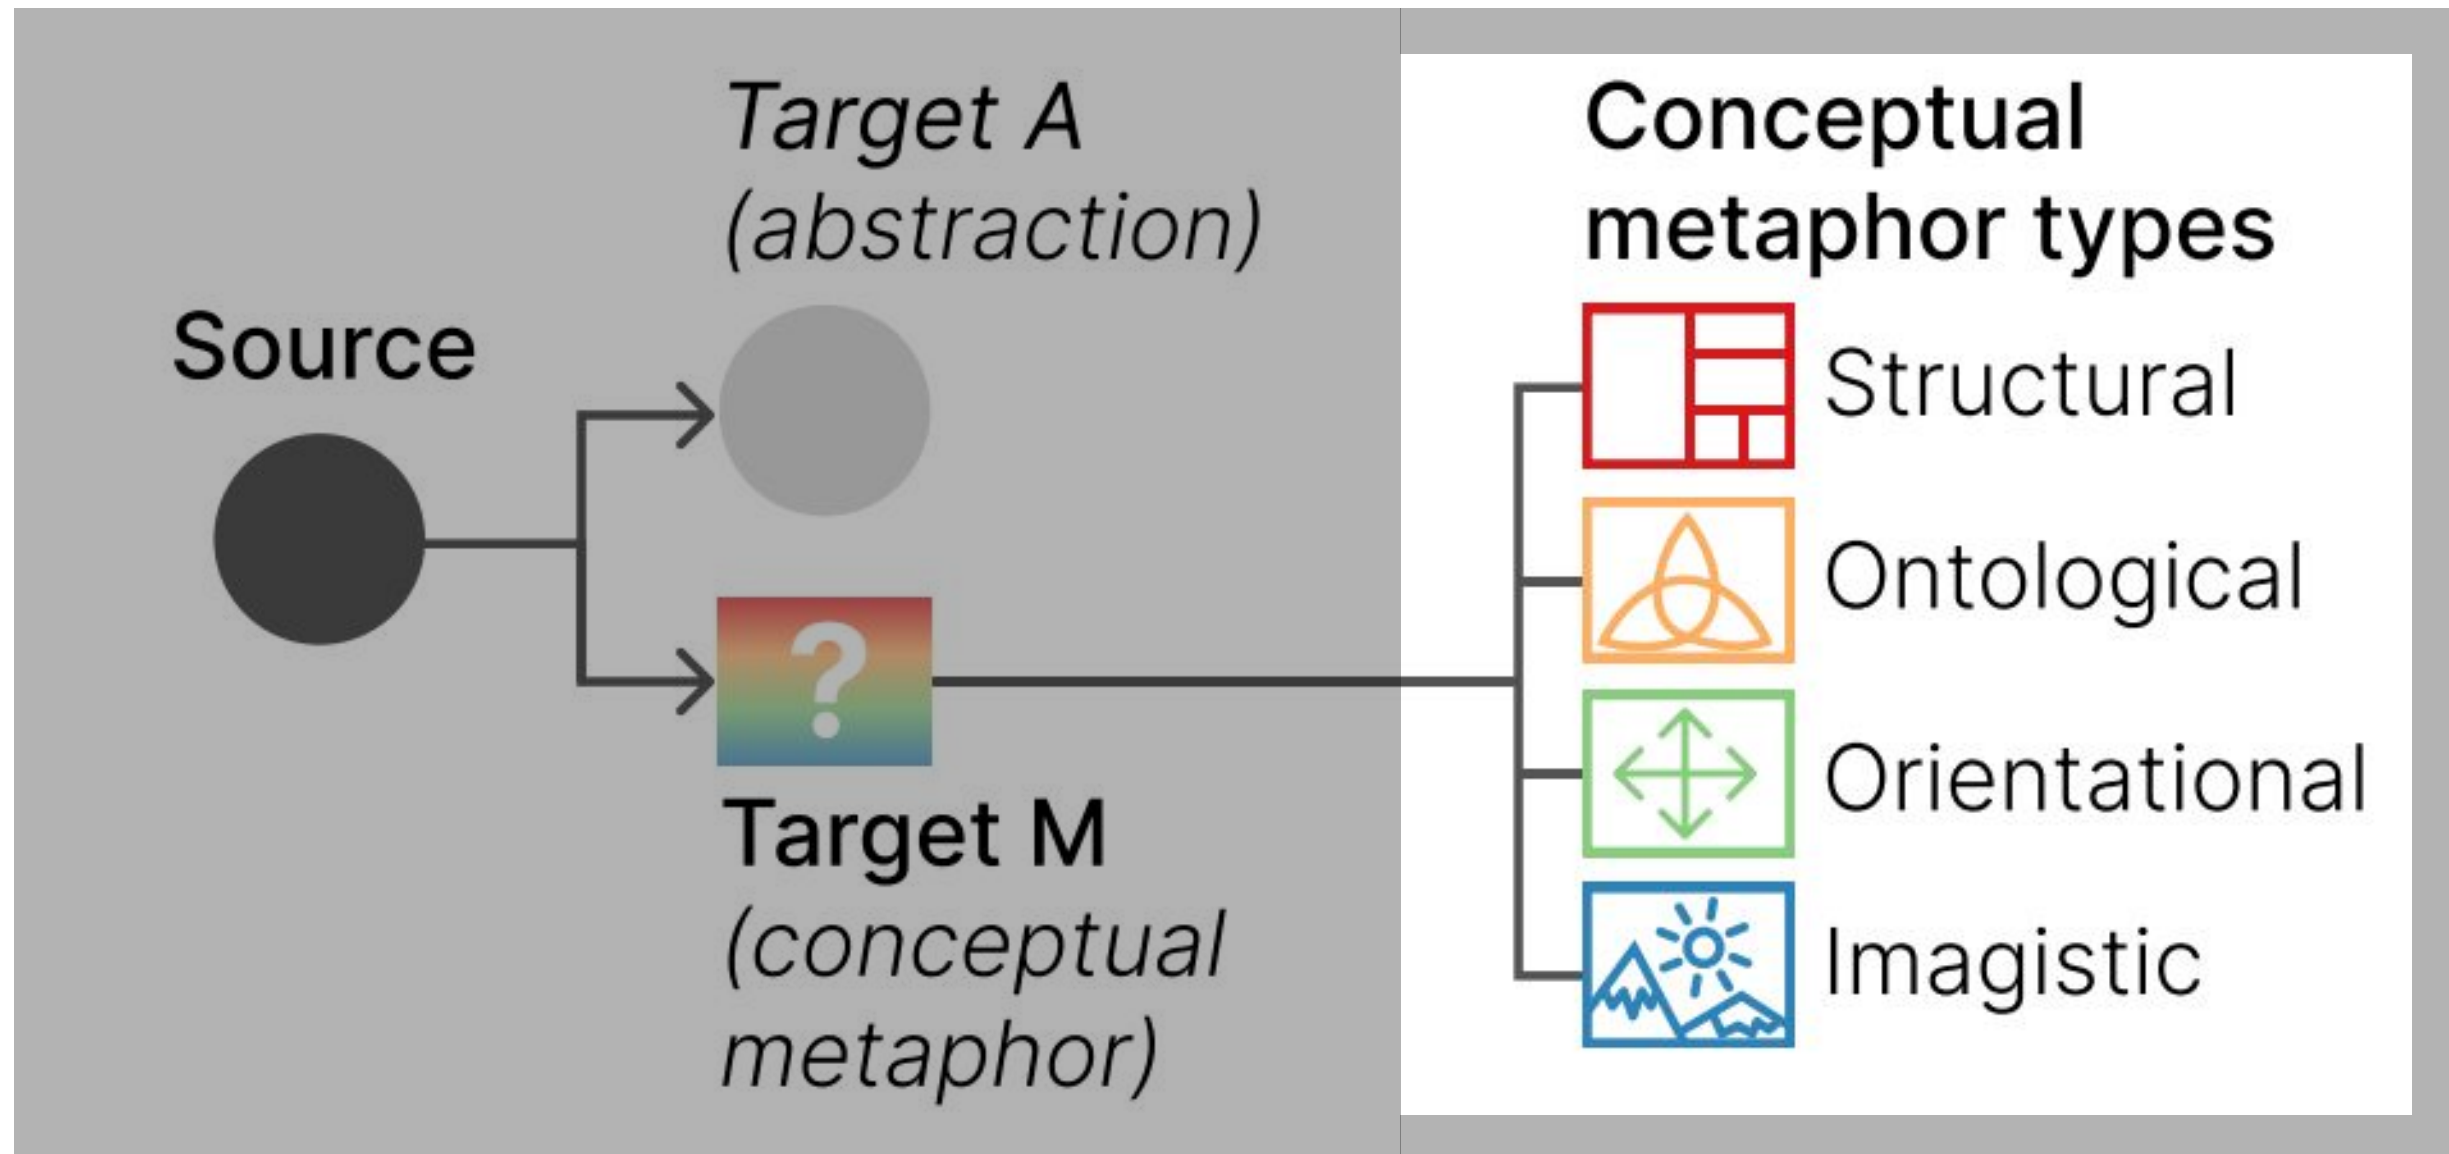 Source
Target A
(abstraction)
?
Target M
(conceptual
metaphor)
Conceptual
metaphor types
Structural
Ontological
Orientational
Imagistic